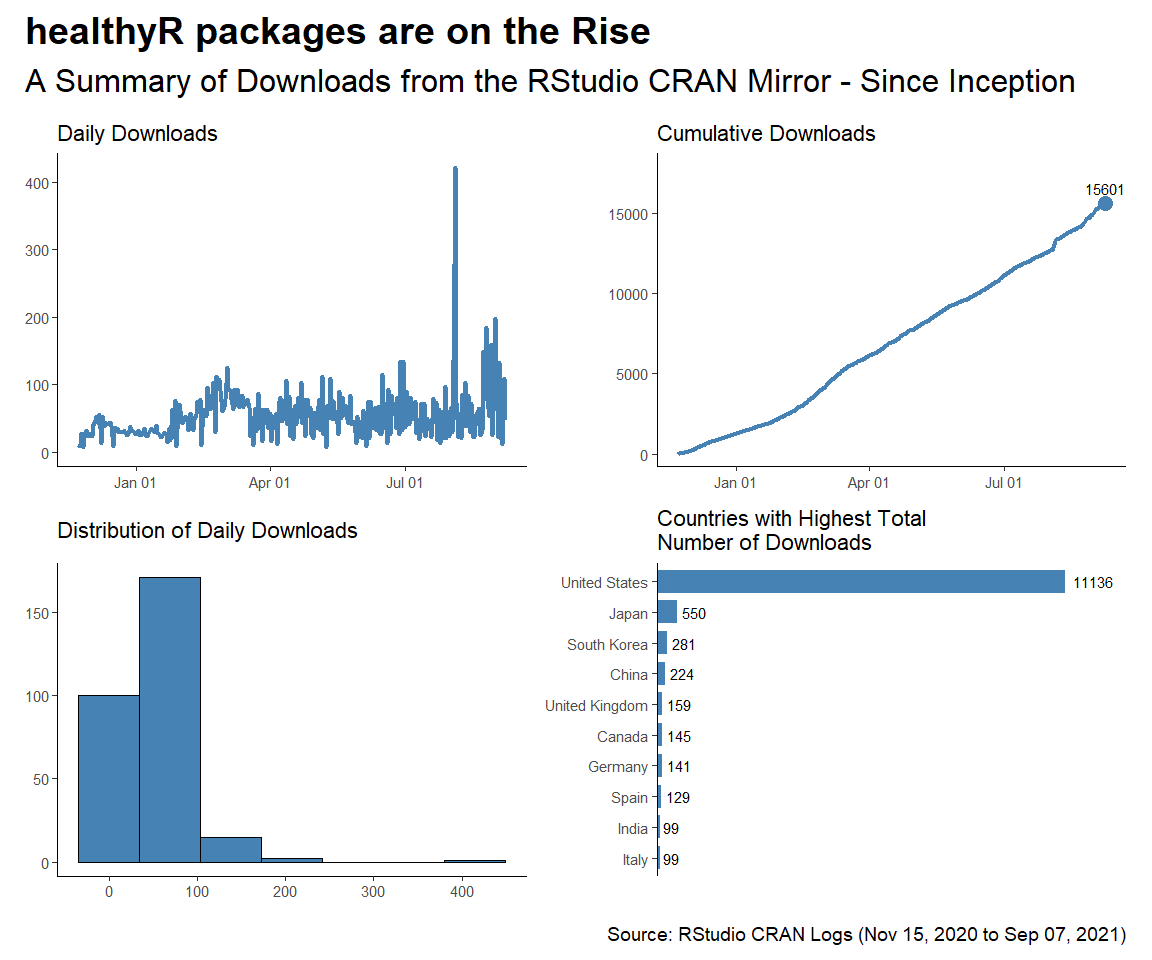 healthyR packages are on the Rise
A Summary of Downloads from the RStudio CRAN Mirror - Since Inception
Daily Downloads
400
300
200
100
0
Jan 01
Apr 01
Jul 01
Cumulative Downloads
15601
15000
10000
5000
0
Jan 01
Apr 01
Jul 01
Distribution of Daily Downloads
150
100
50
0
0
100
200
300
400
Countries with Highest Total
Number of Downloads
United States 11136
Japan 550
South Korea 281
China 224
United Kingdom 159
Canada 145
Germany 141
Spain 129
India 99
Italy 99
Source: RStudio CRAN Logs (Nov 15, 2020 to Sep 07, 2021)